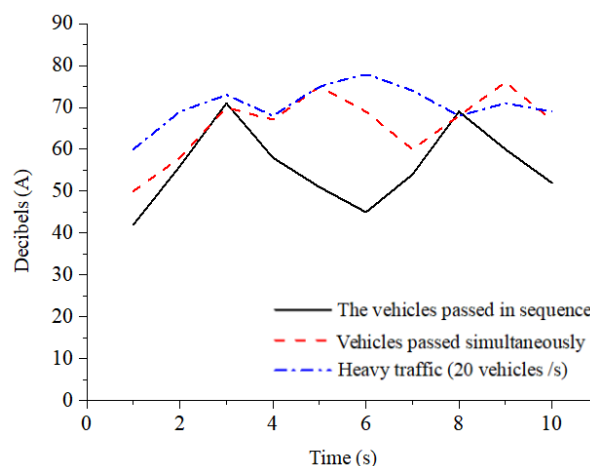 90
80
70
60
50
40
30
20
10
0
Decibels (A)
The vehicles passed in sequence
Vehicles passed simultaneously
Heavy traffic (20 vehicles /s)
0 2 4 6 8 10
Time (s)